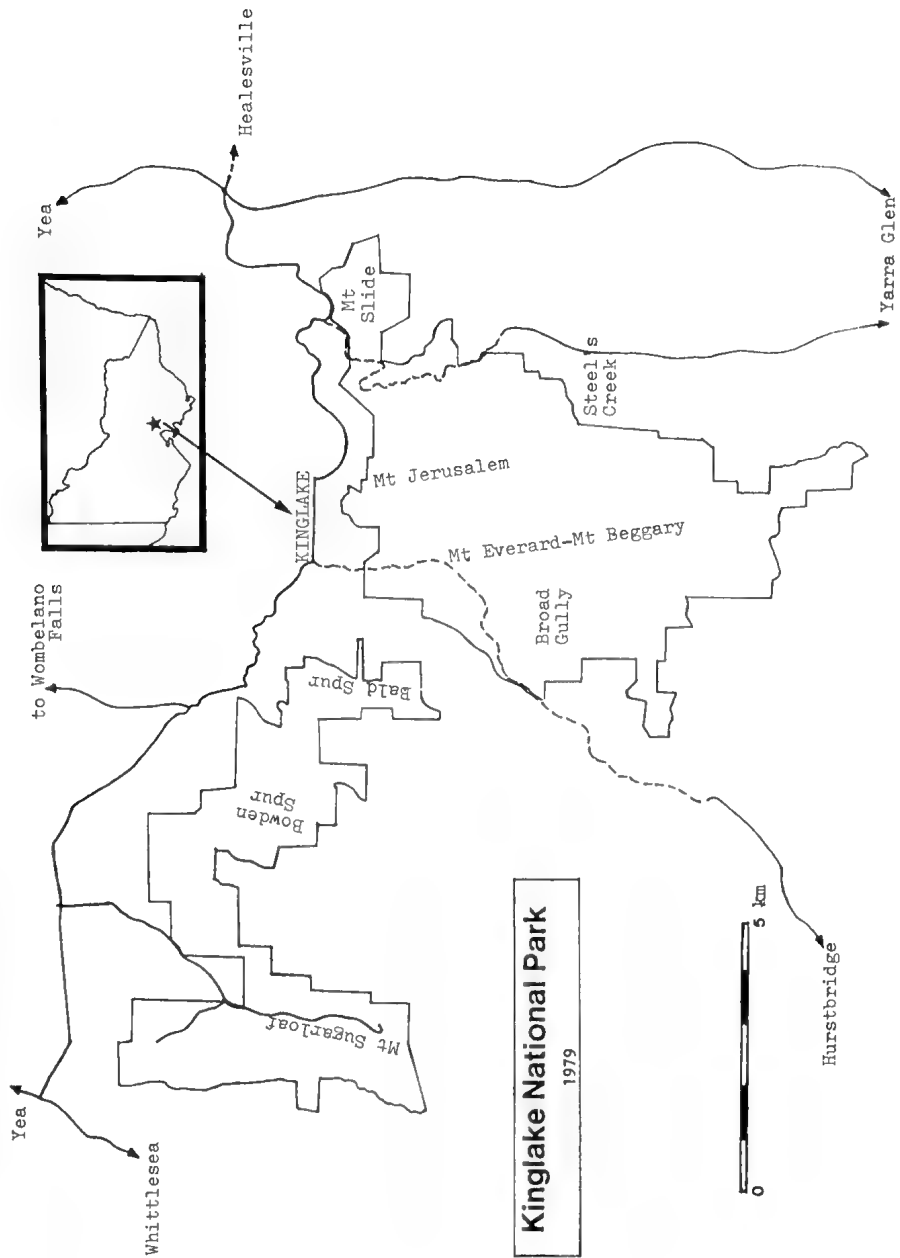 Yea
Whittlesea
to Wombelano
Falls
Yea
Healesville
KINGLAKE
Mt
Slide
Mt Jerusalem
Mt Everard-Mt Beggary
Bald
Spur
Bowden
Spur
Mt Sugarloaf
Broad
Gully
Steels
Creek
Yarra Glen
Hurstbridge
Kinglake National Park
1979
0
5 km